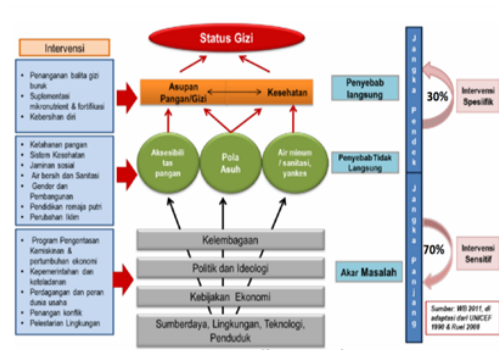 Status Gizi
Intervensi
Penanganan balita gizi
buruk
Suplementasi
mikronutrient & fortifikasi
Kebersihan diri
Asupan
Pangan/Gizi
Kesehatan
Penyebab
langsung
Ketahanan pangan
Sistem Kesehatan
Jaminan sosial
Air bersih dan Sanitasi
Gender dan
Pembangunan
Pendidikan remaja putri
Perubahan Iklim
Aksesibili
tas
pangan
Pola
Asuh
Air minum
/ sanitasi,
yankes
Penyebab Tidak
Langsung
Program Pengentasan
Kemiskinan &
pertumbuhan ekonomi
Kepemerintahan dan
Perdagangan dan peran
dunia usaha
Penangan konflik
Pelestarian Lingkungan
Kelembagaan
Politik dan Ideologi
Kebijakan Ekonomi
Sumberdaya, Lingkungan, Teknologi,
Penduduk
Akar Masalah
Jangka Pendek
Jangka Panjang
30%
Intervensi
Spesifik
70%
Intervensi
Sensitif
Sumber: WB 2011, di
adaptasi dari UNICEF
1990 & Ruel 2008